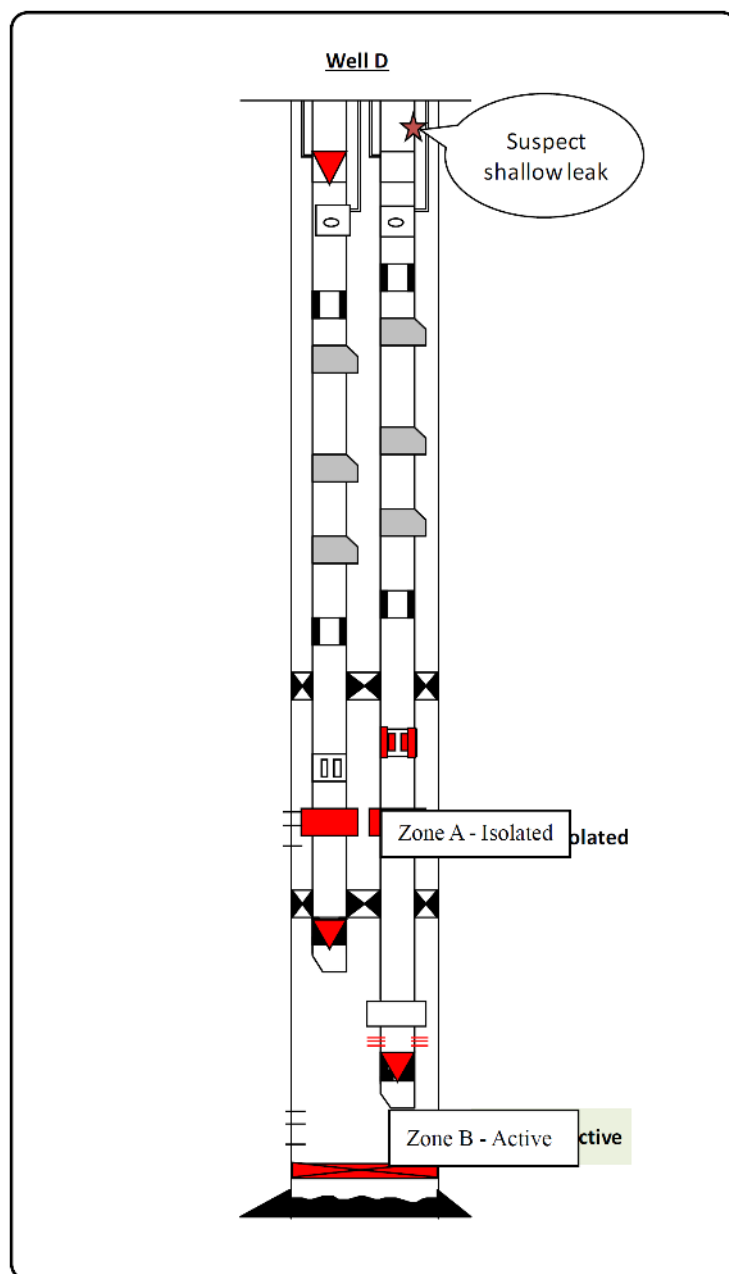 Well D
Suspect
shallow leak
Zone A - Isolated
olated
Zone B - Active
ctive